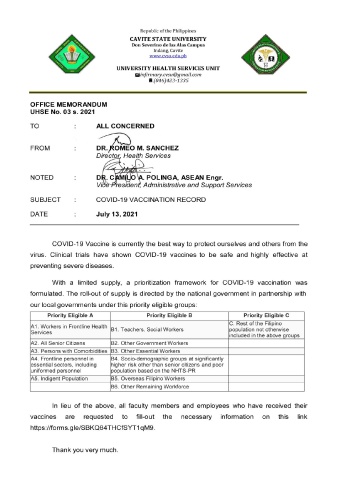 Republic of the Philippines
CAVITE STATE UNIVERSITY
Don Severino de las Alas Campus
Indang, Cavite
www.cvsu.edu.ph
UNIVERSITY HEALTH SERVICES UNIT
infirmary.cvsu@gmail.com
OFFICE MEMORANDUM
UHSE No. 03 s. 2021
TO : ALL CONCERNED
FROM : DR. ROMEO M. SANCHEZ
Director, Health Services
NOTED : DR. CAMILO A. POLINGA, ASEAN Engr.
Vice President, Administrative and Support Services
SUBJECT : COVID-19 VACCINATION RECORD
DATE : July 13, 2021
COVID-19 Vaccine is currently the best way to protect ourselves and others from the
virus. Clinical trials have shown COVID-19 vaccines to be safe and highly effective at
preventing severe diseases.
With a limited supply, a prioritization framework for COVID-19 vaccination was
formulated. The roll-out of supply is directed by the national government in partnership with
our local governments under this priority eligible groups:
Priority Eligible A Priority Eligible B Priority Eligible C
A1. Workers in Frontline Health Services
B1. Teachers, Social Workers
C. Rest of the Filipino population not otherwise included in the above groups
A2. All Senior Citizens B2. Other Government Workers
A3. Persons with Comorbidities B3. Other Essential Workers
A4. Frontline personnel in essential sectors, including uniformed personnel
B4. Socio-demographic groups at significantly higher risk other than senior citizens and poor population based on the NHTS-PR
A5. Indigent Population B5. Overseas Filipino Workers
B6. Other Remaining Workforce
In lieu of the above, all faculty members and employees who have received their
vaccines are requested to fill-out the necessary information on this link
https://forms.gle/SBKQ64THCfSYT1qM9.
Thank you very much.